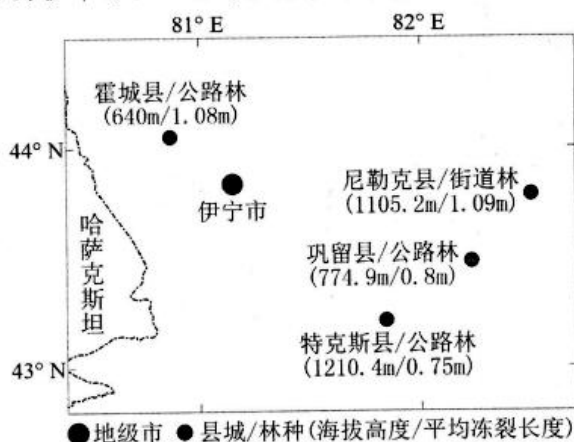 81° E 82° E
霍城县/公路林
(640m/1.08m)
44° N
尼勒克县/街道林
(1105.2m/1.09m)
伊宁市
哈萨克斯坦
巩留县/公路林
(774.9m/0.8m)
特克斯县/公路林
(1210.4m/0.75m)
43° N
地级市 县城/林种(海拔高度/平均冻裂长度)